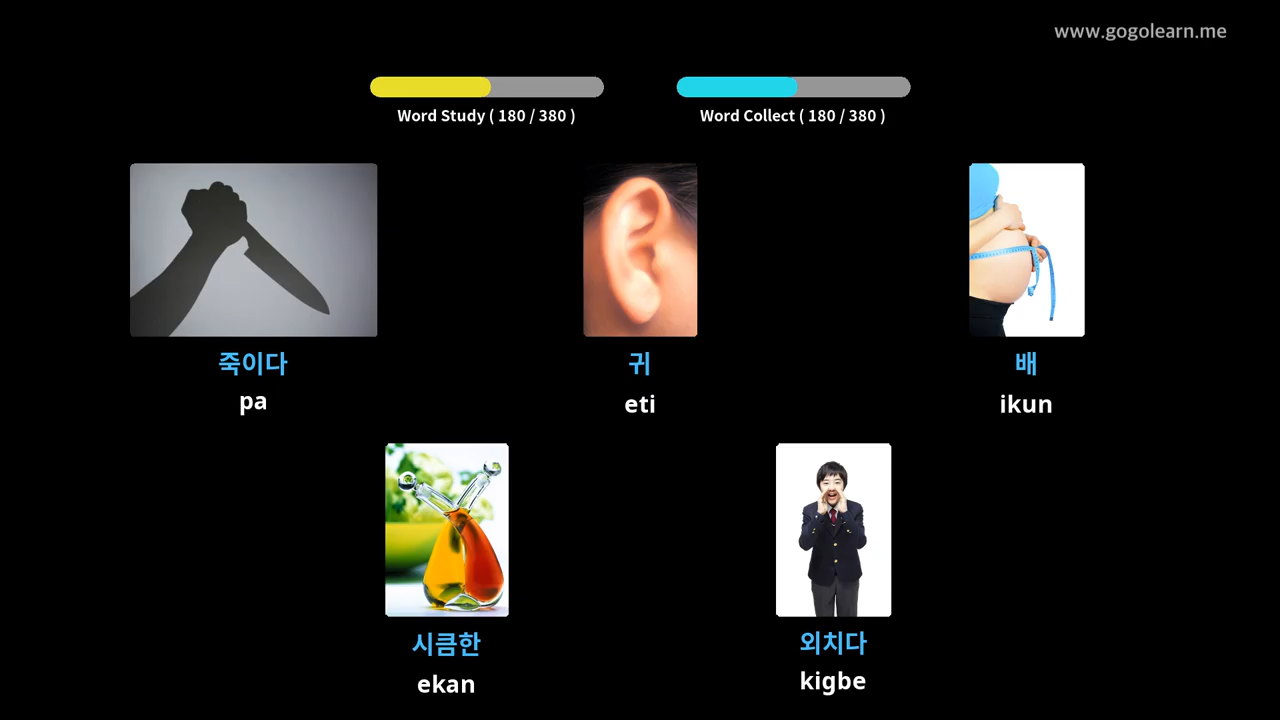 www.gogolearn.me
Word Study ( 180 / 380 )
Word Collect ( 180 / 380 )
죽이다
pa
귀
eti
배
ikun
시큼한
ekan
외치다
kigbe